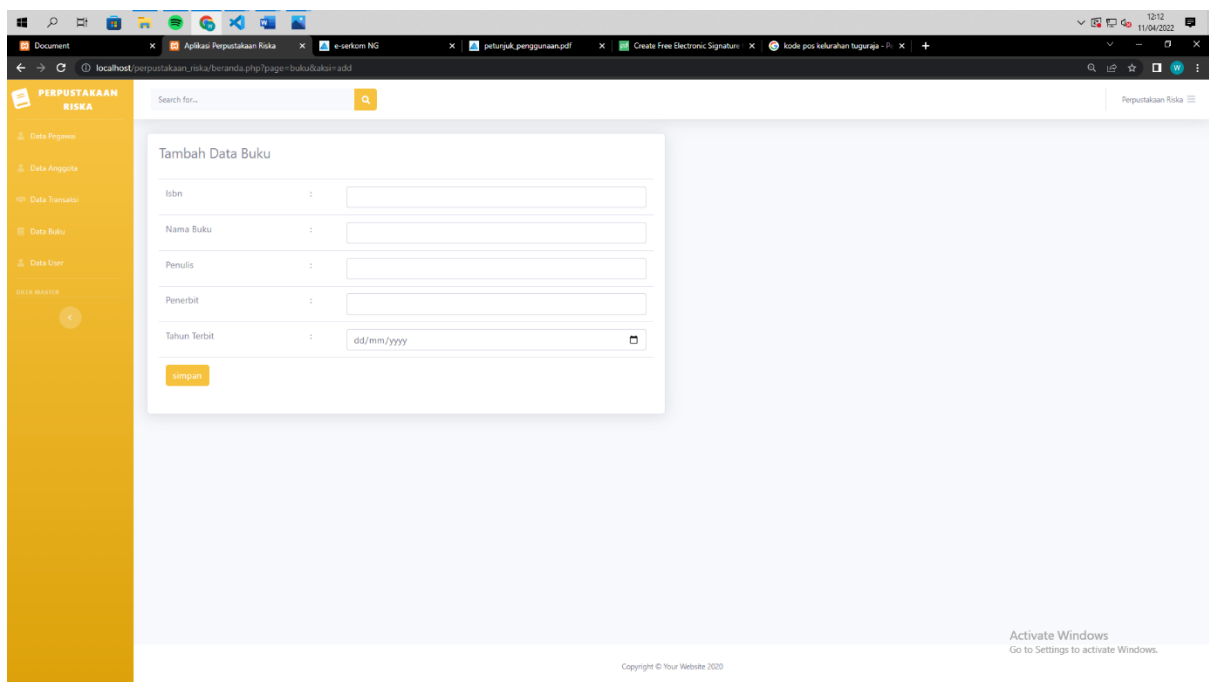 12:12
11/04/2022
Document
Aplikasi Perpustakaan Riska
e-serkom NG
petunjuk_penggunaan.pdf
Create Free Electronic Signature
kode pos kelurahan tuguraja - Po
localhost/perpustakaan_riska/beranda.php?page=buku&aksi=add
W
PERPUSTAKAAN
RISKA
Search for...
Perpustakaan Riska
Data Pegawai
Data Anggota
Data Transaksi
Data Buku
Data User
DATA MASTER
Tambah Data Buku
Isbn :
Nama Buku :
Penulis :
Penerbit :
Tahun Terbit : dd/mm/yyyy
simpan
Activate Windows
Go to Settings to activate Windows.
Copyright © Your Website 2020